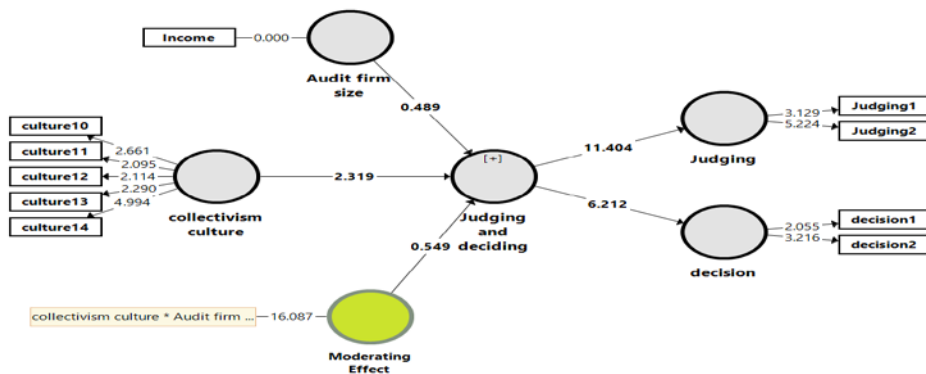 Income
0.000
Audit firm
size
0.489
culture10
culture11
culture12
culture13
culture14
2.661
2.095
2.114
2.290
4.994
collectivism
culture
2.319
[+]
Judging
and
deciding
11.404
6.212
Judging
3.129
5.224
Judging1
Judging2
decision
2.055
3.216
decision1
decision2
0.549
collectivism culture * Audit firm ...
16.087
Moderating
Effect